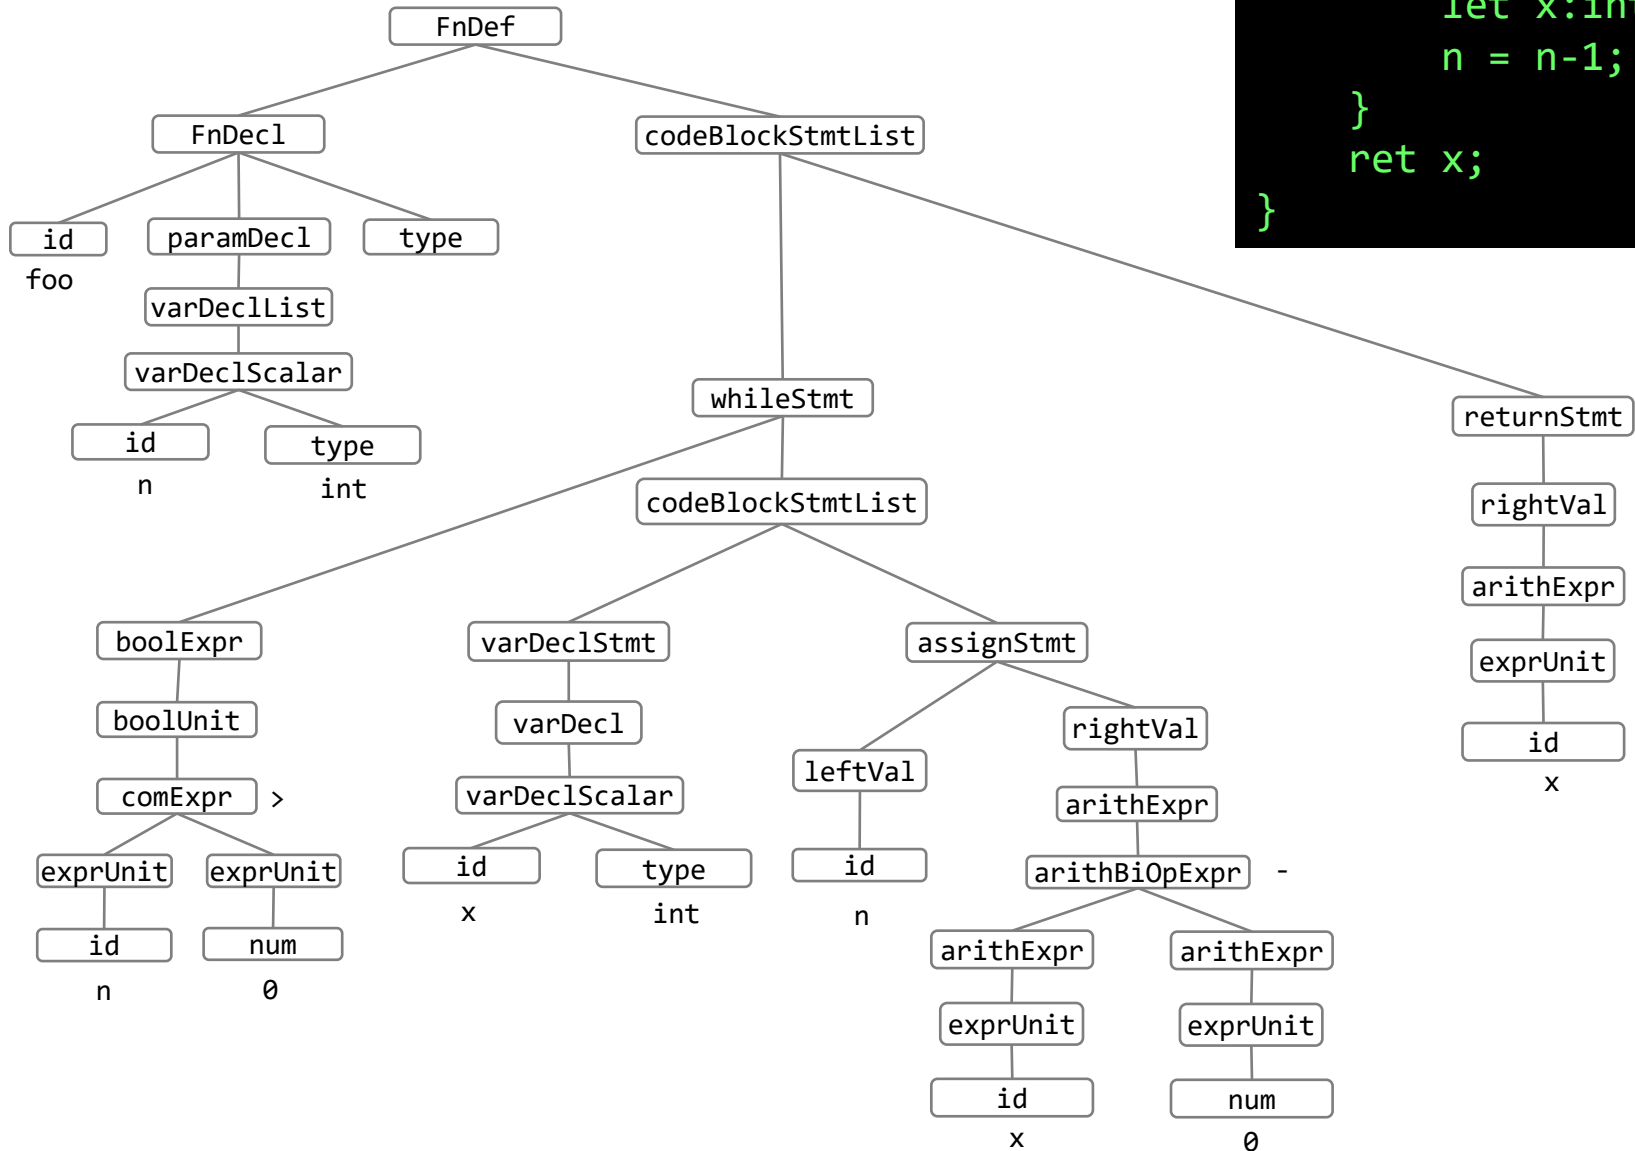 FnDef
let x:int
n = n-1;
}
ret x;
}
FnDecl
codeBlockStmtList
id
paramDecl
type
foo
varDeclList
varDeclScalar
id
type
n
int
whileStmt
returnStmt
codeBlockStmtList
rightVal
arithExpr
exprUnit
id
x
boolExpr
varDeclStmt
assignStmt
boolUnit
varDecl
rightVal
leftVal
comExpr >
varDeclScalar
arithExpr
exprUnit
exprUnit
id
type
id
arithBiOpExpr -
x
int
n
id
num
arithExpr
arithExpr
n
0
exprUnit
exprUnit
id
num
x
0